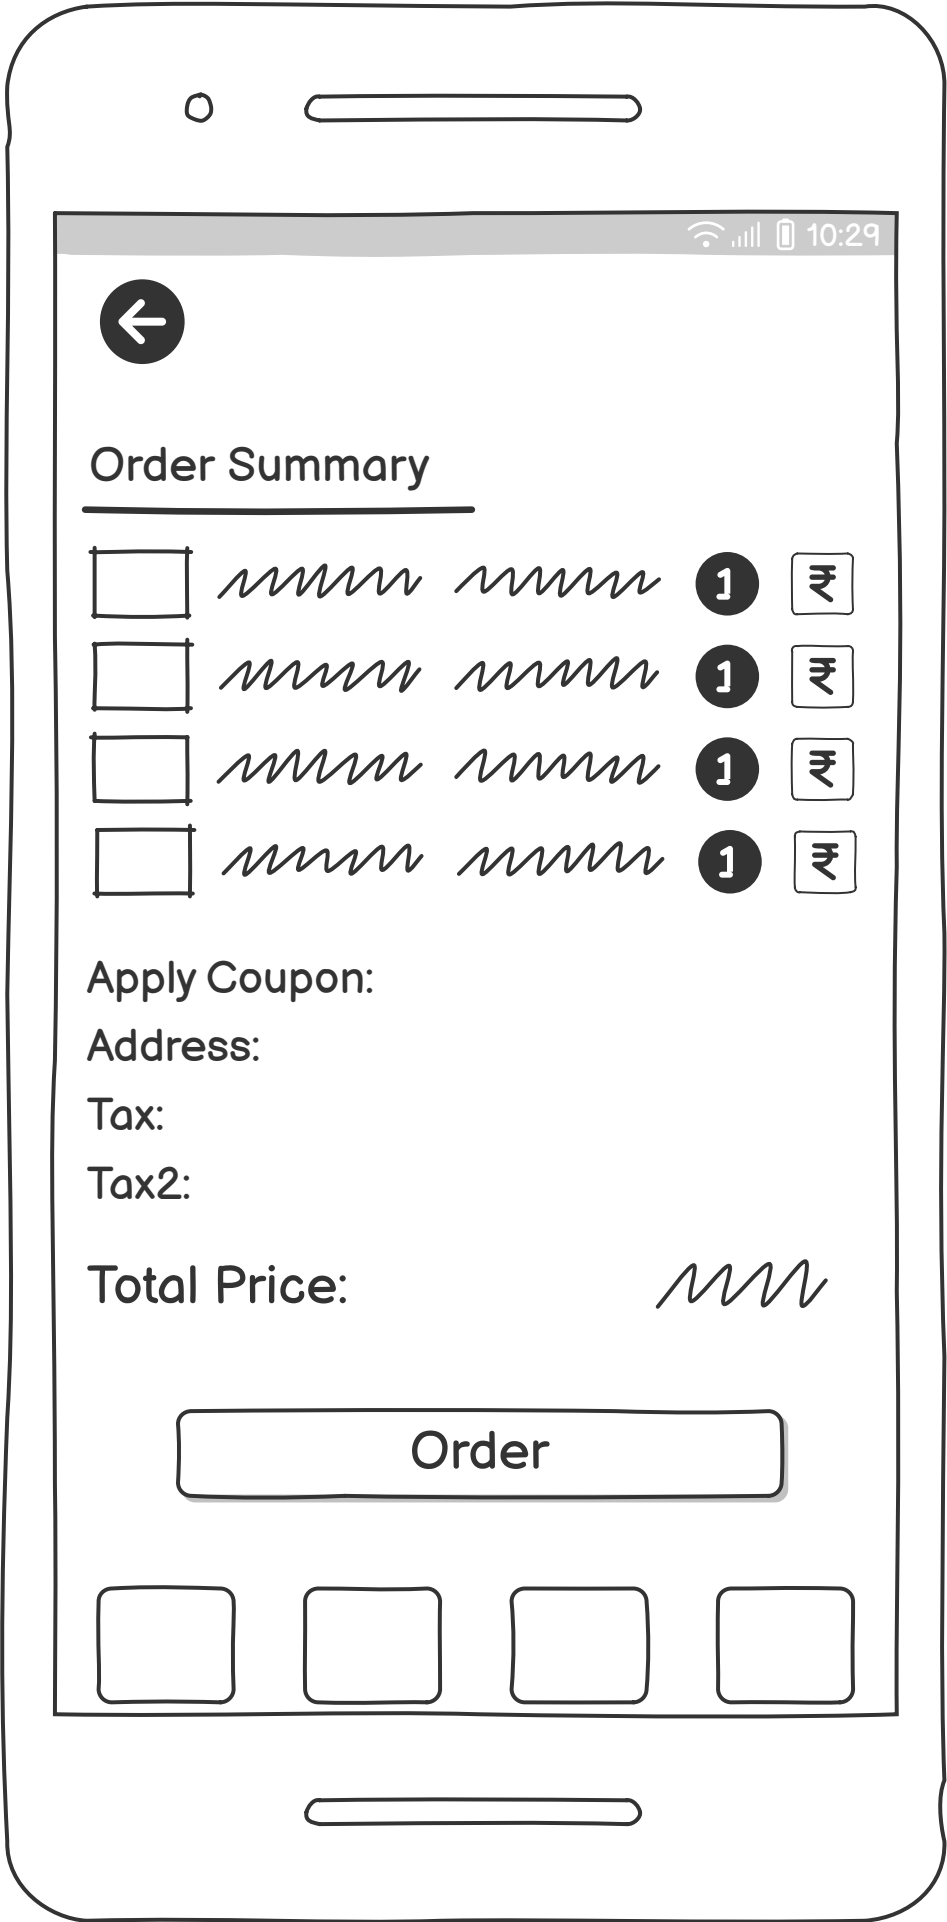 10:29
Order Summary
1 ₹
1 ₹
1 ₹
1 ₹
Apply Coupon:
Address:
Tax:
Tax2:
Total Price:
Order